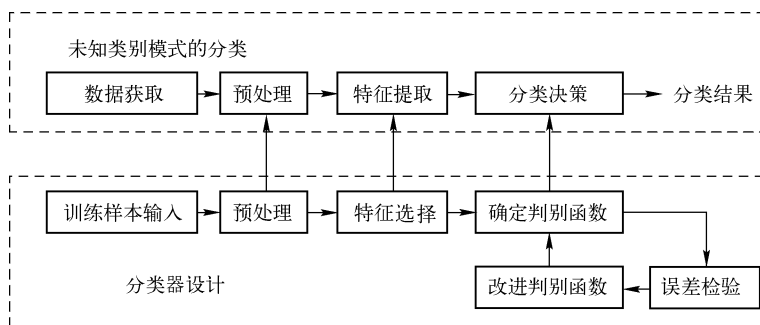 未知类别模式的分类
数据获取
预处理
特征提取
分类决策
分类结果
训练样本输入
预处理
特征选择
确定判别函数
分类器设计
改进判别函数
误差检验